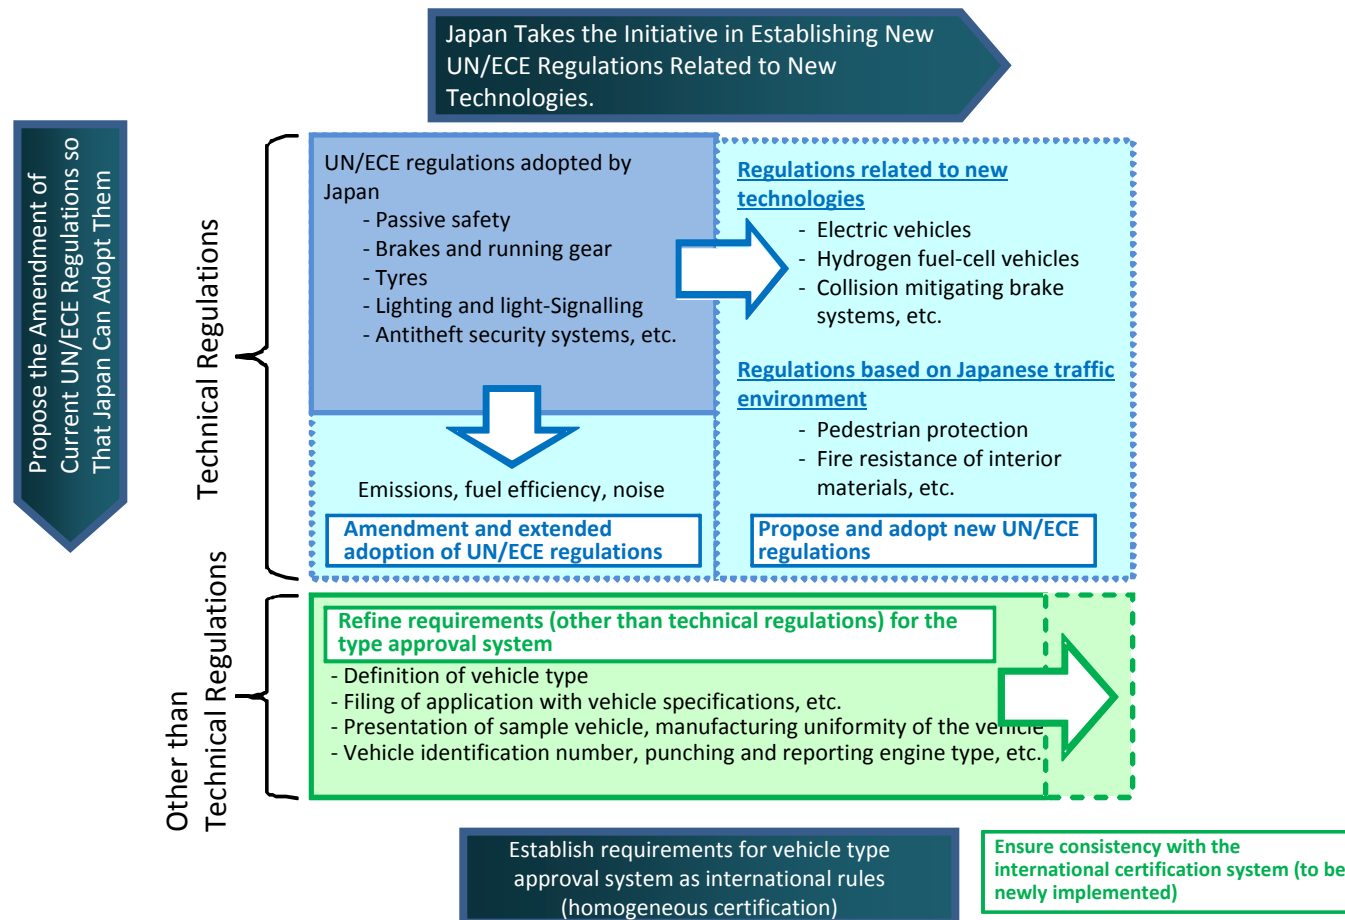 Japan Takes the Initiative in Establishing New
UN/ECE Regulations Related to New
Technologies.
Propose the Amendment of
Current UN/ECE Regulations so
That Japan Can Adopt Them
Technical Regulations
UN/ECE regulations adopted by
Japan
- Passive safety
- Brakes and running gear
- Tyres
- Lighting and light-Signalling
- Antitheft security systems, etc.
Emissions, fuel efficiency, noise
Amendment and extended
adoption of UN/ECE regulations
Regulations related to new
technologies
- Electric vehicles
- Hydrogen fuel-cell vehicles
- Collision mitigating brake
systems, etc.
Regulations based on Japanese traffic
environment
- Pedestrian protection
- Fire resistance of interior
materials, etc.
Propose and adopt new UN/ECE
regulations
Other than
Technical Regulations
Refine requirements (other than technical regulations) for the
type approval system
- Definition of vehicle type
- Filing of application with vehicle specifications, etc.
- Presentation of sample vehicle, manufacturing uniformity of the vehicle
- Vehicle identification number, punching and reporting engine type, etc.
Establish requirements for vehicle type
approval system as international rules
(homogeneous certification)
Ensure consistency with the
international certification system (to be
newly implemented)